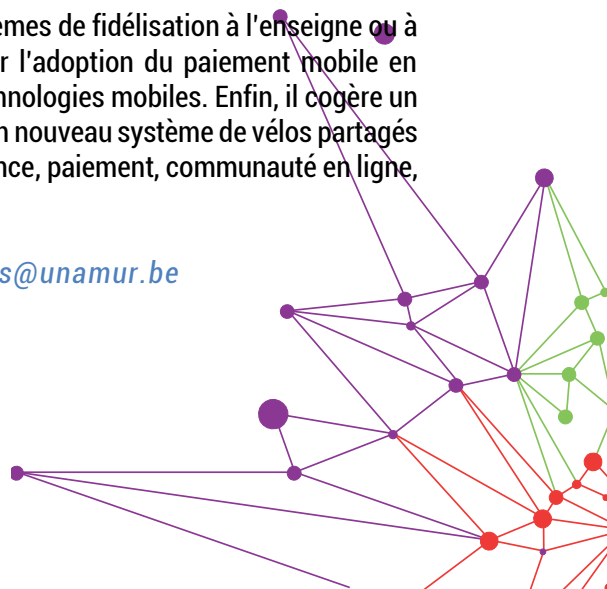 èmes de fidélisation à l'enseigne ou à
r l'adoption du paiement mobile en
hnologies mobiles. Enfin, il cogère un
n nouveau système de vélos partagés
nce, paiement, communauté en ligne,
s@unamur.be